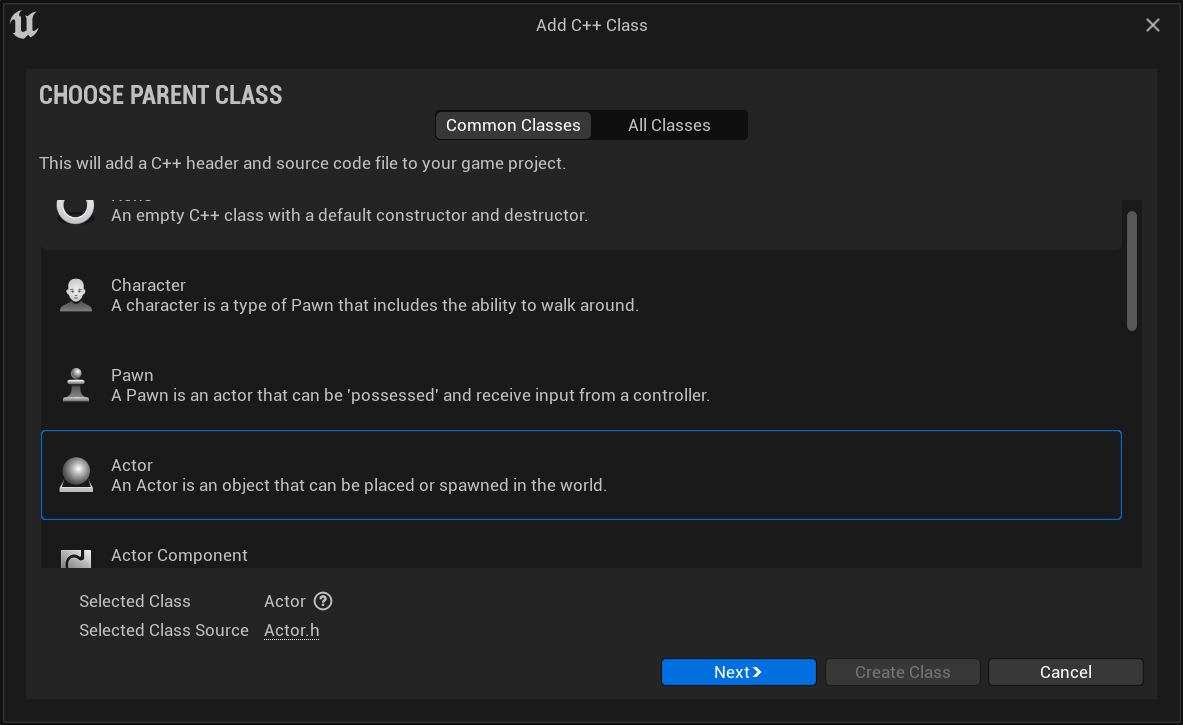 Add C++ Class
CHOOSE PARENT CLASS
Common Classes
All Classes
This will add a C++ header and source code file to your game project.
An empty C++ class with a default constructor and destructor.
Character
A character is a type of Pawn that includes the ability to walk around.
Pawn
A Pawn is an actor that can be 'possessed' and receive input from a controller.
Actor
An Actor is an object that can be placed or spawned in the world.
Actor Component
Selected Class Actor ?
Selected Class Source Actor.h
Next
Create Class
Cancel